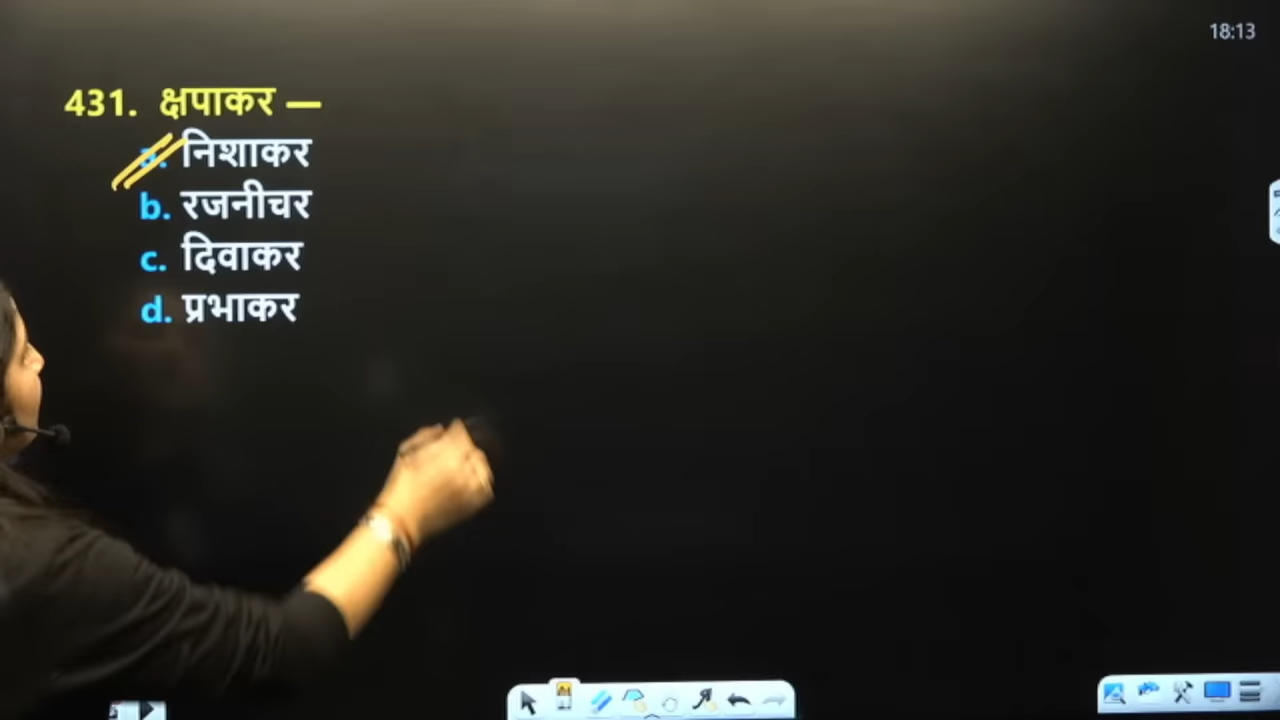 18:13
431. क्षपाकर —
a. निशाकर
b. रजनीचर
c. दिवाकर
d. प्रभाकर